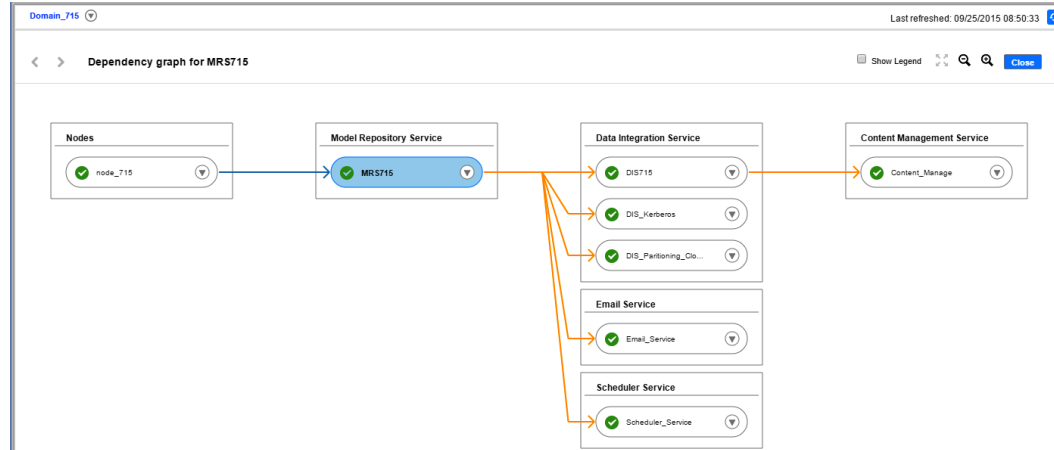 Domain_715
Last refreshed: 09/25/2015 08:50:33
Dependency graph for MRS715
Show Legend
Close
Nodes
node_715
Model Repository Service
MRS715
Data Integration Service
DIS715
DIS_Kerberos
DIS_Paritioning_Clo...
Content Management Service
Content_Manage
Email Service
Email_Service
Scheduler Service
Scheduler_Service